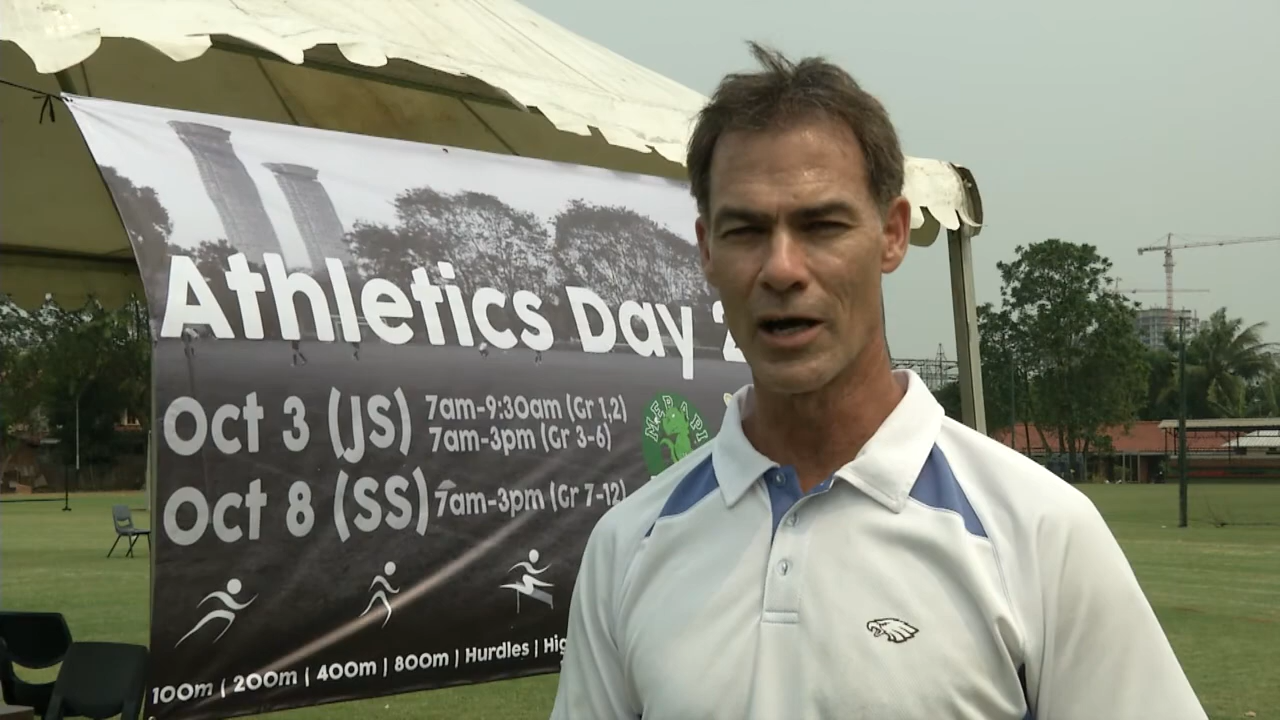 Athletics Day
Oct 3 (JS) 7am-9:30am (Gr 1,2)
7am-3pm (Gr 3-6)
MERAPI
Oct 8 (SS) 7am-3pm (Gr 7-12)
100m | 200m | 400m | 800m | Hurdles |